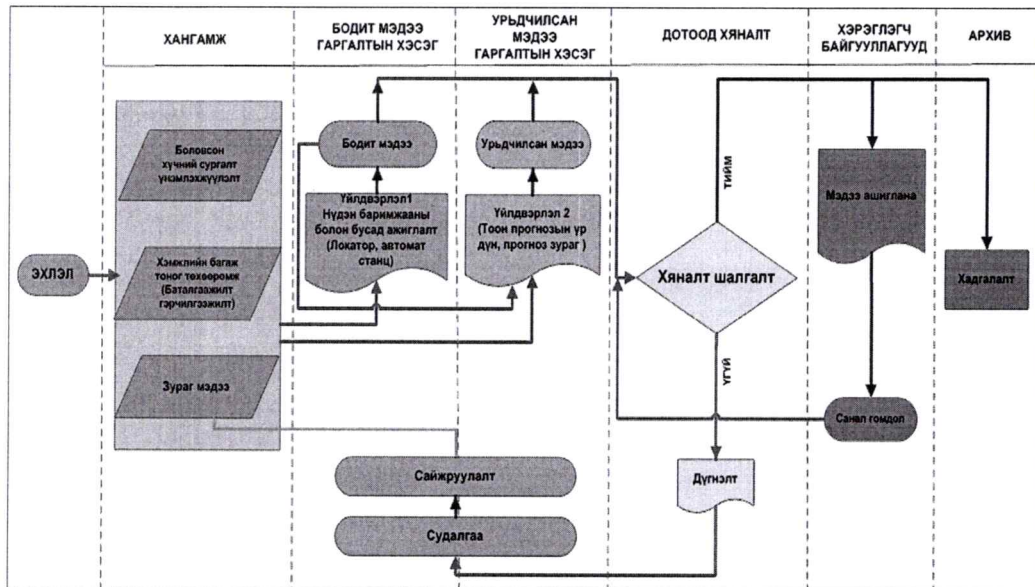 ХАНГАМЖ
БОДИТ МЭДЭЭ
ГАРГАЛТЫН ХЭСЭГ
УРЬДЧИЛСАН
МЭДЭЭ
ГАРГАЛТЫН ХЭСЭГ
ДОТООД ХЯНАЛТ
ХЭРЭГЛЭГЧ
БАЙГУУЛЛАГУУД
АРХИВ
ЭХЛЭЛ
Боловсон
хүчний сургалт
үнэмлэхжүүлэлт
Хэмжлийн багаж
тоног төхөөрөмж
(Баталгаажилт
гэрчилгээжилт)
Зураг мэдээ
Бодит мэдээ
Үйлдвэрлэл1
Нүдэн баримжааны
болон бусад ажиглалт
(Локатор, автомат
станц)
Урьдчилсан мэдээ
Үйлдвэрлэл 2
(Тоон прогнозын үр
дүн, прогноз зураг )
Сайжруулалт
Судалгаа
Хяналт шалгалт
ТИЙМ
ҮГҮЙ
Дүгнэлт
Мэдээ ашиглана
Санал гомдол
Хадгалалт